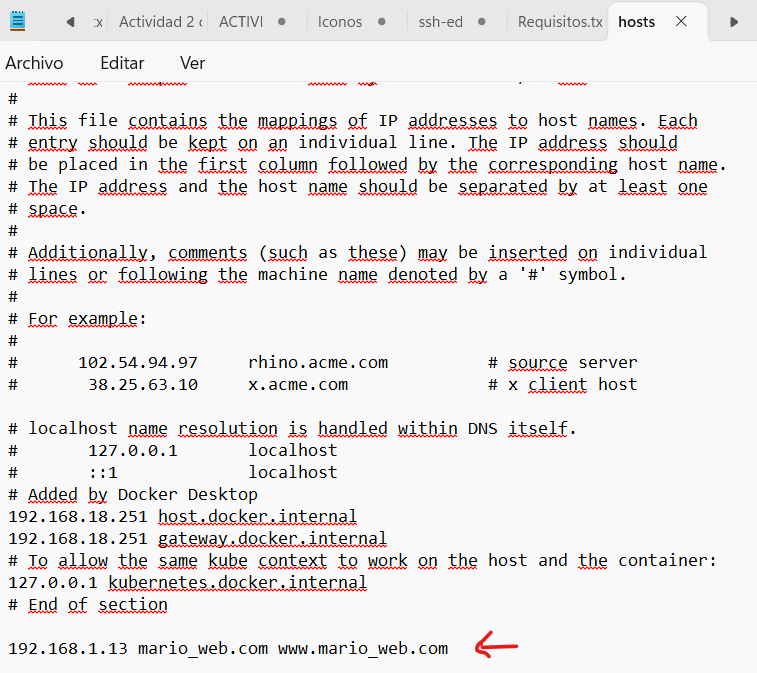 x Actividad 2 ACTIVI Iconos ssh-ed Requisitos.tx hosts
Archivo Editar Ver
#
# This file contains the mappings of IP addresses to host names. Each
# entry should be kept on an individual line. The IP address should
# be placed in the first column followed by the corresponding host name.
# The IP address and the host name should be separated by at least one
# space.
#
# Additionally, comments (such as these) may be inserted on individual
# lines or following the machine name denoted by a '#' symbol.
#
# For example:
#
#      102.54.94.97     rhino.acme.com          # source server
#       38.25.63.10     x.acme.com              # x client host

# localhost name resolution is handled within DNS itself.
#       127.0.0.1       localhost
#       ::1             localhost
# Added by Docker Desktop
192.168.18.251 host.docker.internal
192.168.18.251 gateway.docker.internal
# To allow the same kube context to work on the host and the container:
127.0.0.1 kubernetes.docker.internal
# End of section

192.168.1.13 mario_web.com www.mario_web.com